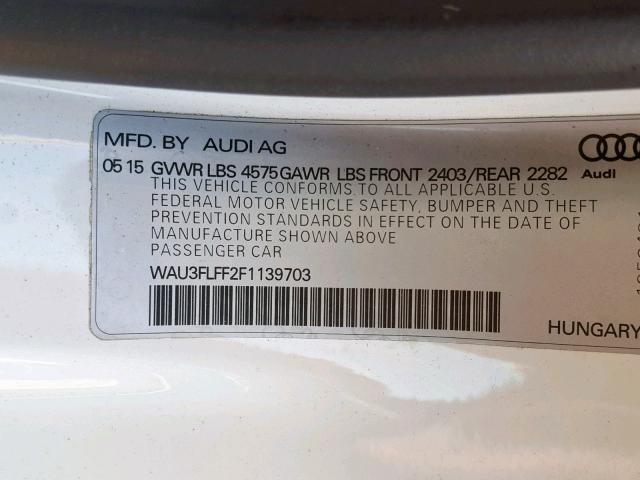 MFD. BY AUDI AG
05 15 GVWR LBS 4575 GAWR LBS FRONT 2403/REAR 2282
Audi
THIS VEHICLE CONFORMS TO ALL APPLICABLE U.S.
FEDERAL MOTOR VEHICLE SAFETY, BUMPER AND THEFT
PREVENTION STANDARDS IN EFFECT ON THE DATE OF
MANUFACTURE SHOWN ABOVE
PASSENGER CAR
WAU3FLFF2F1139703
HUNGARY